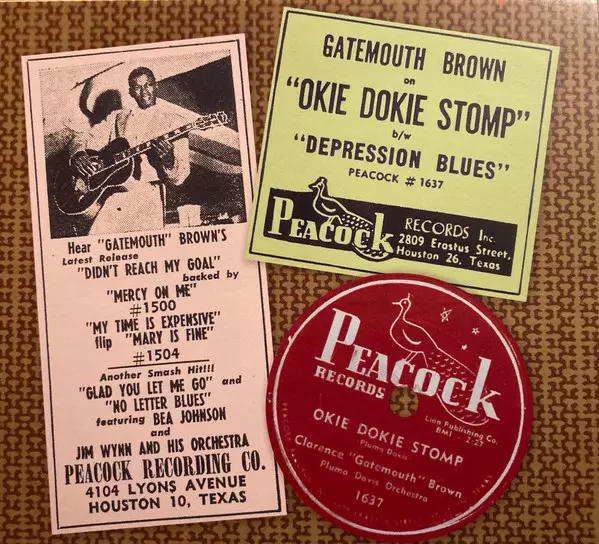 Hear "GATEMOUTH" BROWN'S
Latest Release
"DIDN'T REACH MY GOAL"
backed by
"MERCY ON ME"
#1500
"MY TIME IS EXPENSIVE"
flip "MARY IS FINE"
#1504
Another Smash Hit!!!
"GLAD YOU LET ME GO" and
"NO LETTER BLUES"
featuring BEA JOHNSON
and
JIM WYNN AND HIS ORCHESTRA
PEACOCK RECORDING CO.
4104 LYONS AVENUE
HOUSTON 10, TEXAS
GATEMOUTH BROWN
on
"OKIE DOKIE STOMP"
b/w
"DEPRESSION BLUES"
PEACOCK # 1637
PEACOCK
RECORDS Inc.
2809 Erastus Street,
Houston 26, Texas
PEACOCK
RECORDS
Lion Publishing Co.
BMI - 2:27
OKIE DOKIE STOMP
Pluma Davis
Clarence "Gatemouth" Brown
Pluma Davis Orchestra
1637